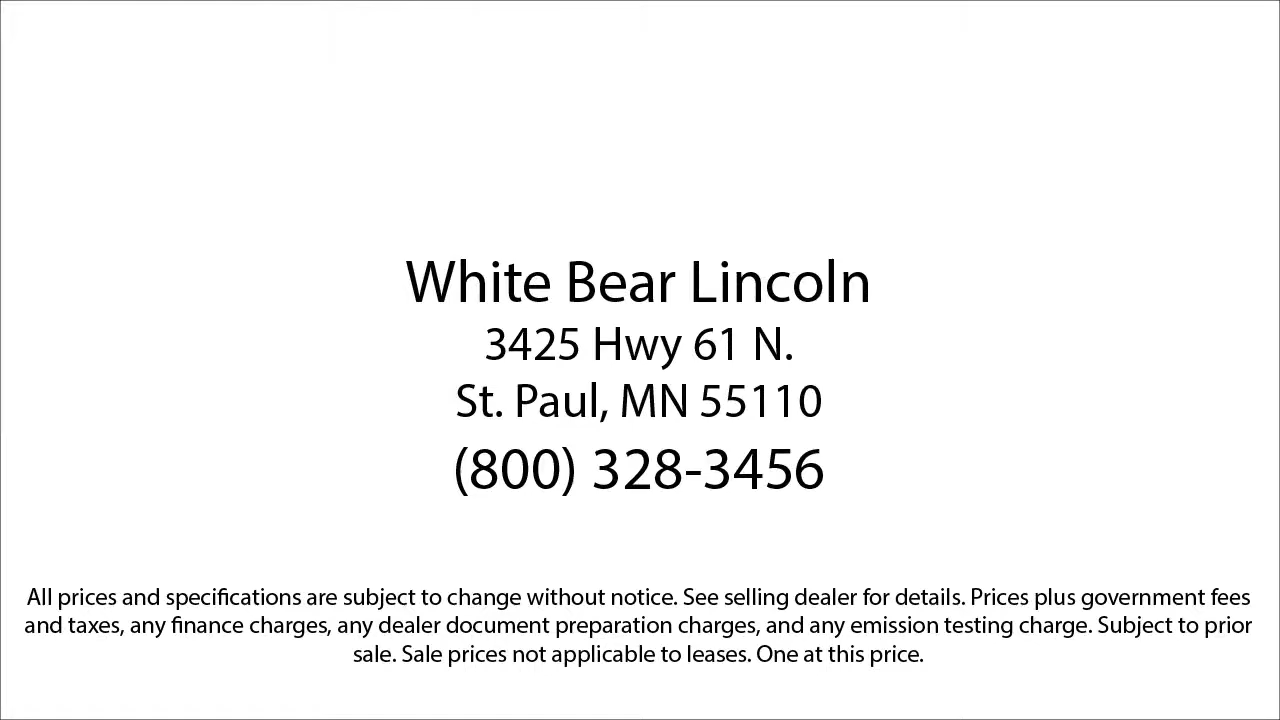 White Bear Lincoln
3425 Hwy 61 N.
St. Paul, MN 55110
(800) 328-3456
All prices and specifications are subject to change without notice. See selling dealer for details. Prices plus government fees
and taxes, any finance charges, any dealer document preparation charges, and any emission testing charge. Subject to prior
sale. Sale prices not applicable to leases. One at this price.